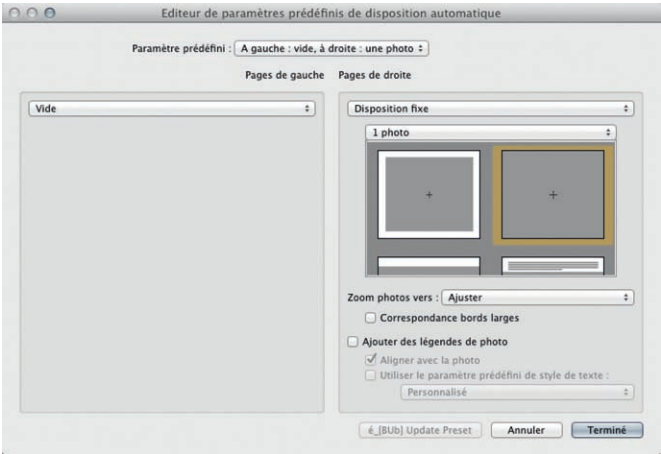 Editeur de paramètres prédéfinis de disposition automatique
Paramètre prédéfini : A gauche : vide, à droite : une photo
Pages de gauche Pages de droite
Vide
Disposition fixe
1 photo
Zoom photos vers : Ajuster
Correspondance bords larges
Ajouter des légendes de photo
Aligner avec la photo
Utiliser le paramètre prédéfini de style de texte :
Personnalisé
é_[BUb] Update Preset Annuler Terminé